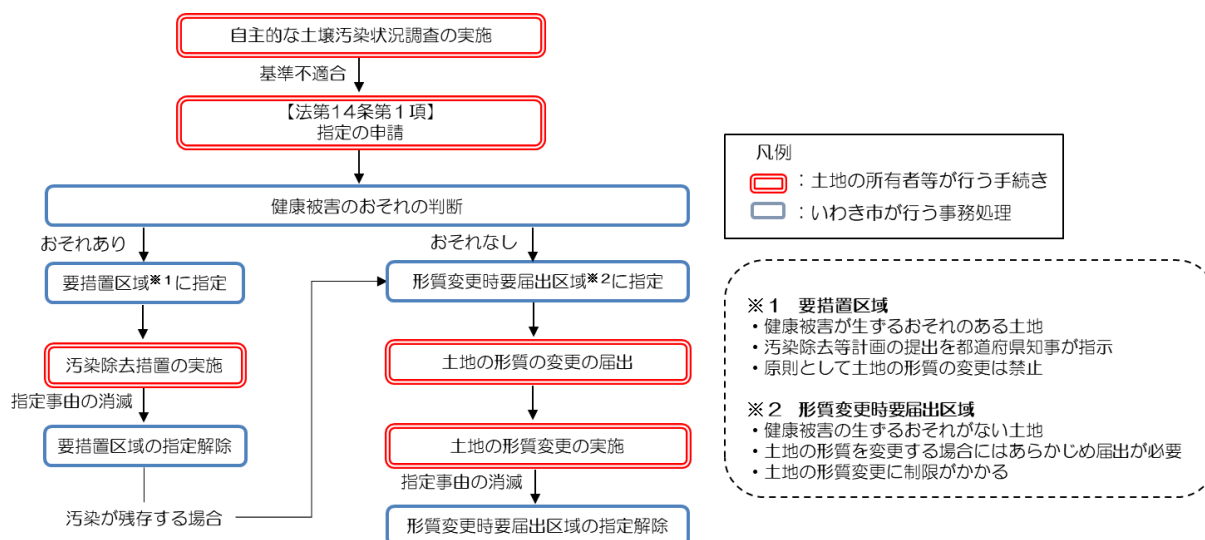 自主的な土壌汚染状況調査の実施
基準不適合
【法第14条第1項】
指定の申請
健康被害のおそれの判断
おそれあり
おそれなし
要措置区域※1に指定
形質変更時要届出区域※2に指定
汚染除去措置の実施
土地の形質の変更の届出
指定事由の消滅
要措置区域の指定解除
土地の形質変更の実施
指定事由の消滅
汚染が残存する場合
形質変更時要届出区域の指定解除
凡例
:土地の所有者等が行う手続き
:いわき市が行う事務処理
※1 要措置区域
・健康被害が生ずるおそれのある土地
・汚染除去等計画の提出を都道府県知事が指示
・原則として土地の形質の変更は禁止
※2 形質変更時要届出区域
・健康被害の生ずるおそれがない土地
・土地の形質を変更する場合にはあらかじめ届出が必要
・土地の形質変更に制限がかかる